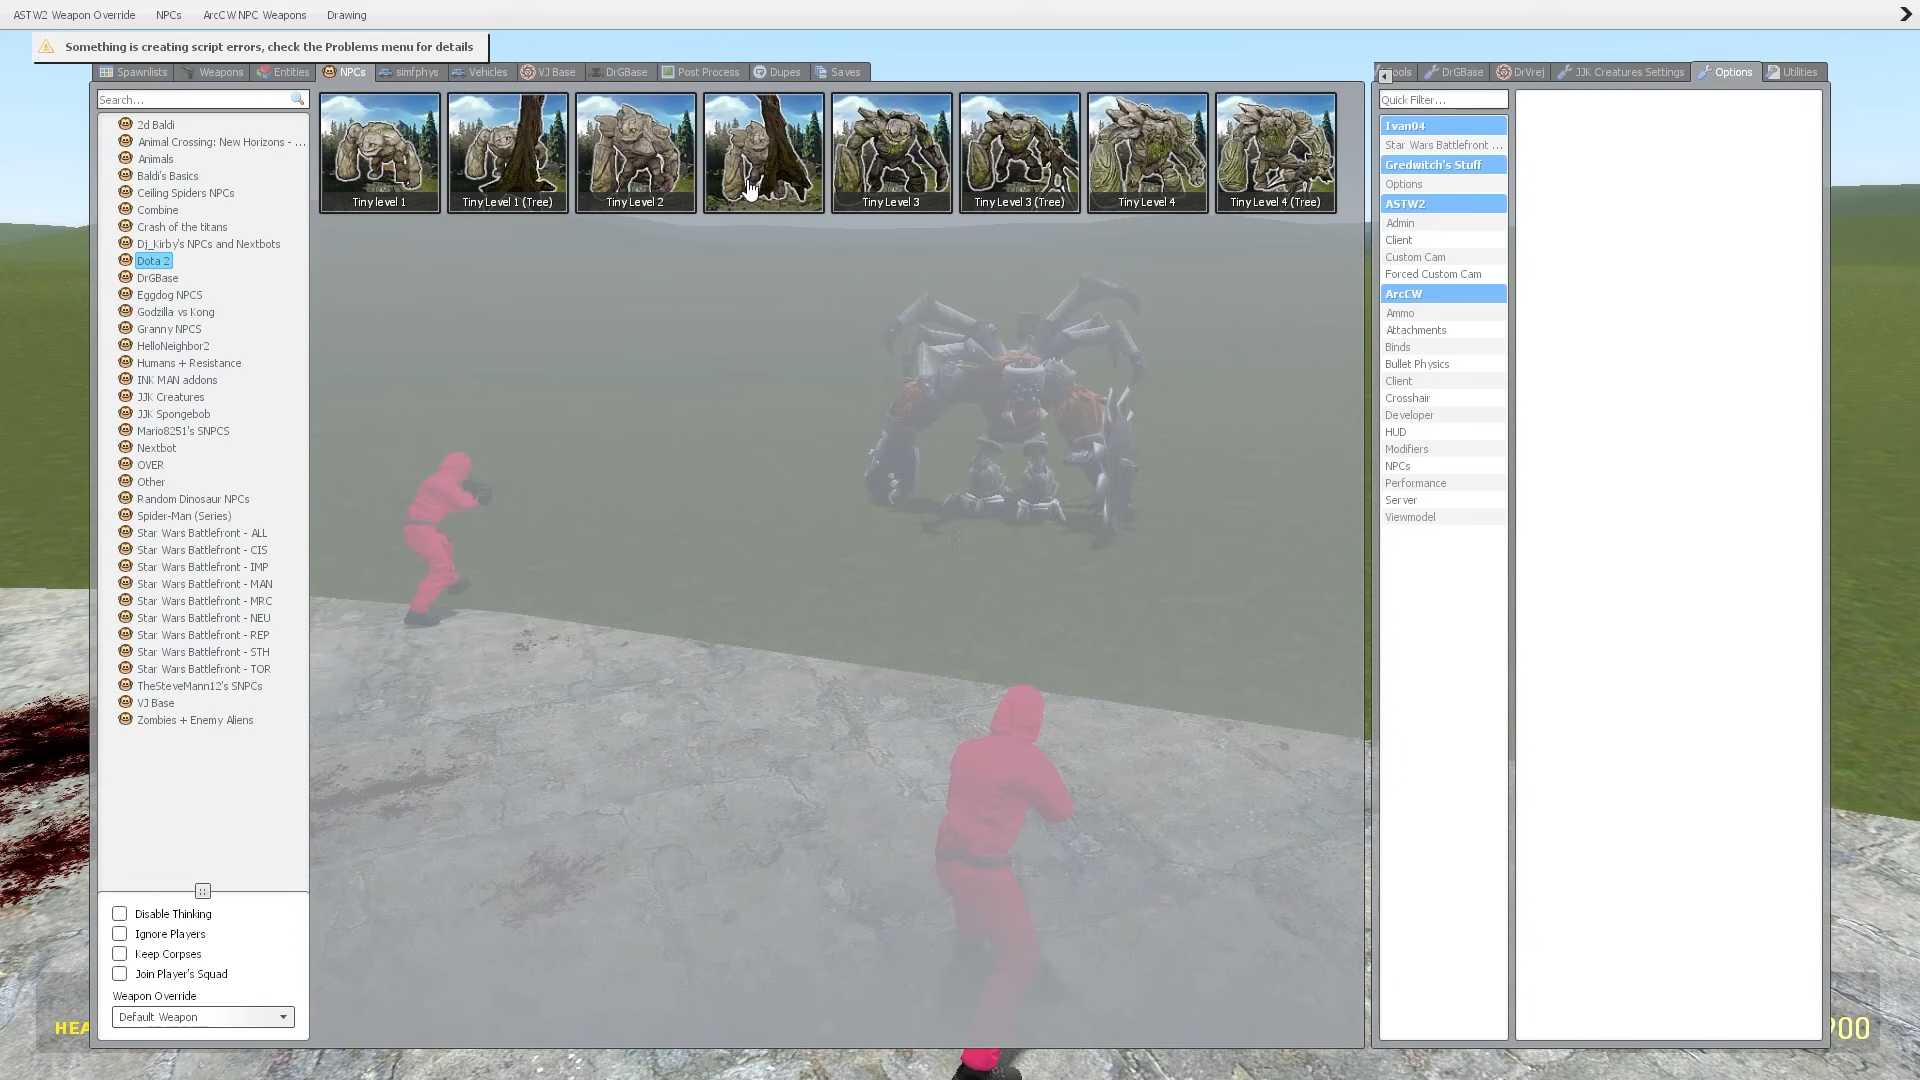 ASTW2 Weapon Override NPCs ArcCW NPC Weapons Drawing
Something is creating script errors, check the Problems menu for details
Spawnlists Weapons Entities NPCs simfphys Vehicles VJ Base DrGBase Post Process Dupes Saves
Search...
2d Baldi
Animal Crossing: New Horizons - ...
Animals
Baldi's Basics
Ceiling Spiders NPCs
Combine
Crash of the titans
Dj_Kirby's NPCs and Nextbots
Dota 2
DrGBase
Eggdog NPCS
Godzilla vs Kong
Granny NPCS
HelloNeighbor2
Humans + Resistance
INK MAN addons
JJK Creatures
JJK Spongebob
Mario8251's SNPCS
Nextbot
OVER
Other
Random Dinosaur NPCs
Spider-Man (Series)
Star Wars Battlefront - ALL
Star Wars Battlefront - CIS
Star Wars Battlefront - IMP
Star Wars Battlefront - MAN
Star Wars Battlefront - MRC
Star Wars Battlefront - NEU
Star Wars Battlefront - REP
Star Wars Battlefront - STH
Star Wars Battlefront - TOR
TheSteveMann12's SNPCs
VJ Base
Zombies + Enemy Aliens
Disable Thinking
Ignore Players
Keep Corpses
Join Player's Squad
Weapon Override
Default Weapon
Tiny level 1 Tiny Level 1 (Tree) Tiny Level 2 Tiny Level 3 Tiny Level 3 (Tree) Tiny Level 4 Tiny Level 4 (Tree)
ools DrGBase DrVrej JJK Creatures Settings Options Utilities
Quick Filter...
Ivan04
Star Wars Battlefront ...
Gredwitch's Stuff
Options
ASTW2
Admin
Client
Custom Cam
Forced Custom Cam
ArcCW
Ammo
Attachments
Binds
Bullet Physics
Client
Crosshair
Developer
HUD
Modifiers
NPCs
Performance
Server
Viewmodel
HEA
00